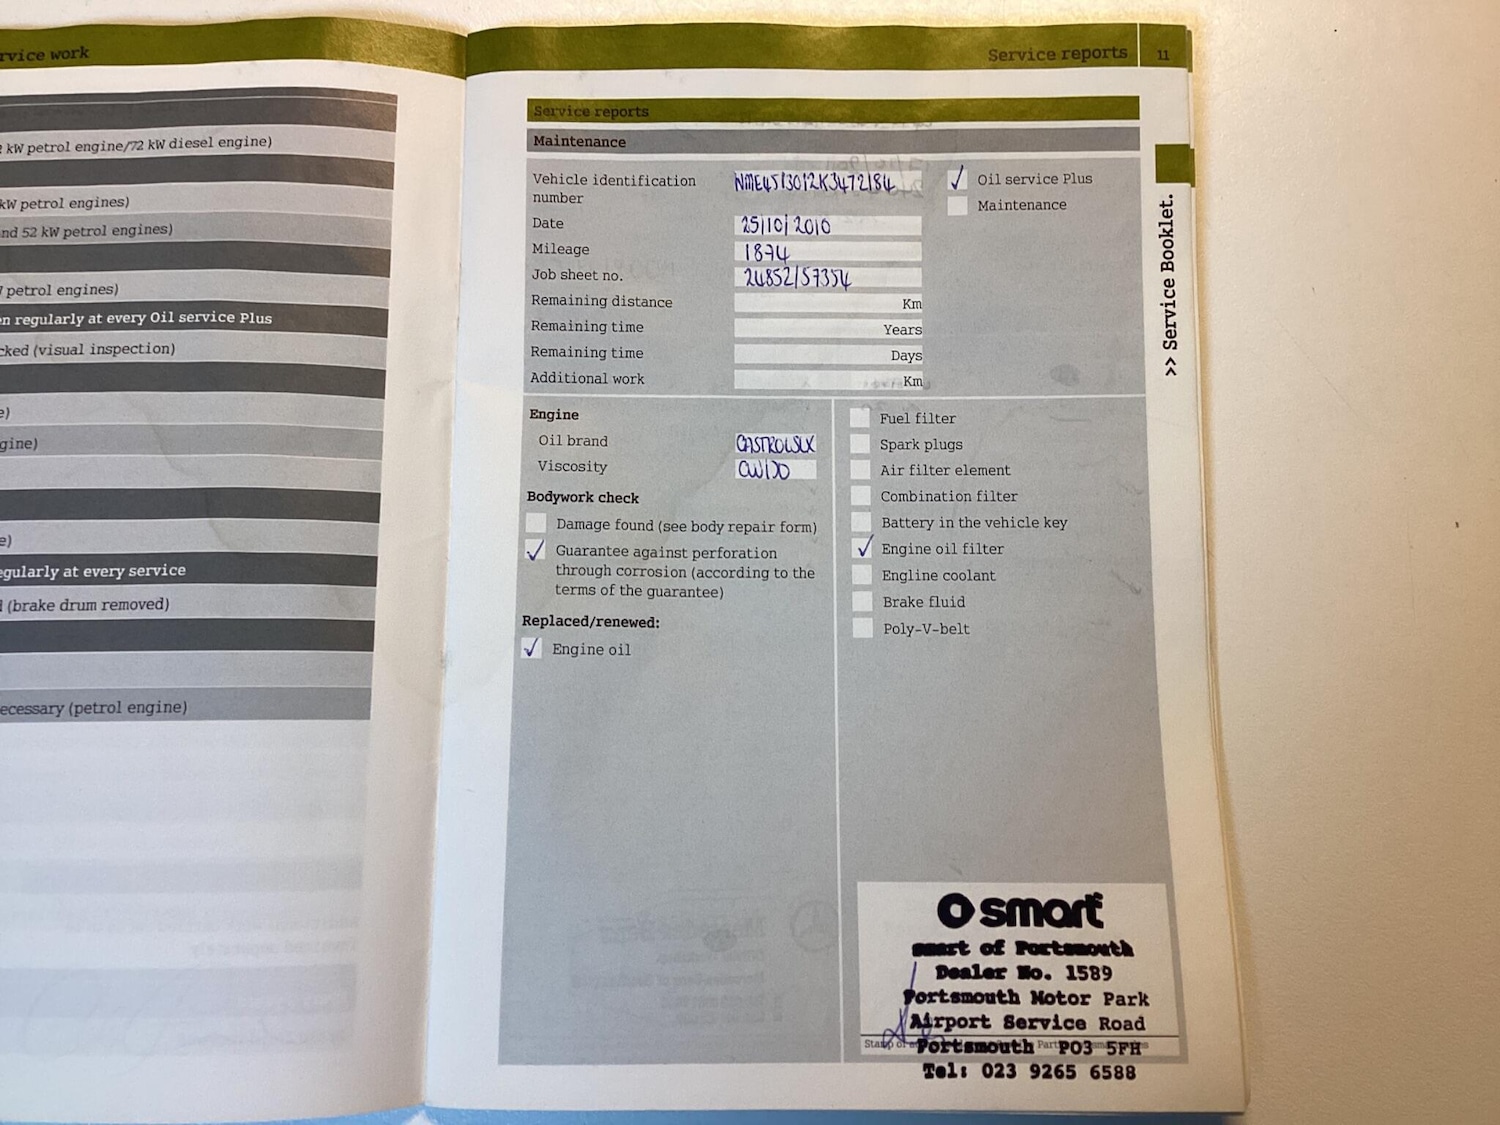 rvice work
kW petrol engine/72 kW diesel engine)
kW petrol engines)
nd 52 kW petrol engines)
petrol engines)
n regularly at every Oil service Plus
cked (visual inspection)
e)
gine)
e)
egularly at every service
(brake drum removed)
ecessary (petrol engine)
Service reports 11
>> Service Booklet.
Service reports
Maintenance
Vehicle identification number
Oil service Plus
Maintenance
Date 25/10/2010
Mileage 1874
Job sheet no. 24852/57354
Remaining distance Km
Remaining time Years
Remaining time Days
Additional work Km
Engine
Oil brand CASTROL SLX
Viscosity
Bodywork check
Damage found (see body repair form)
Guarantee against perforation
through corrosion (according to the
terms of the guarantee)
Replaced/renewed:
Engine oil
Fuel filter
Spark plugs
Air filter element
Combination filter
Battery in the vehicle key
Engine oil filter
Engline coolant
Brake fluid
Poly-V-belt
smart
smart of Portsmouth
Dealer No. 1589
Portsmouth Motor Park
Airport Service Road
Portsmouth PO3 5FH
Tel: 023 9265 6588